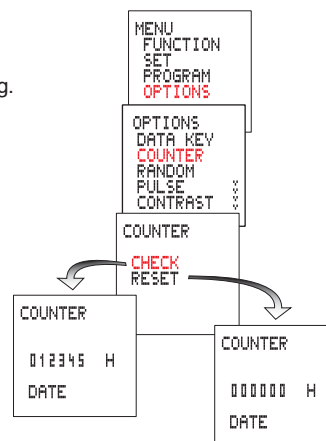 g.
MENU
FUNCTION
SET
PROGRAM
OPTIONS
OPTIONS
DATA KEY
COUNTER
RANDOM
PULSE
CONTRAST
COUNTER
CHECK
RESET
COUNTER
012345 H
DATE
COUNTER
000000 H
DATE